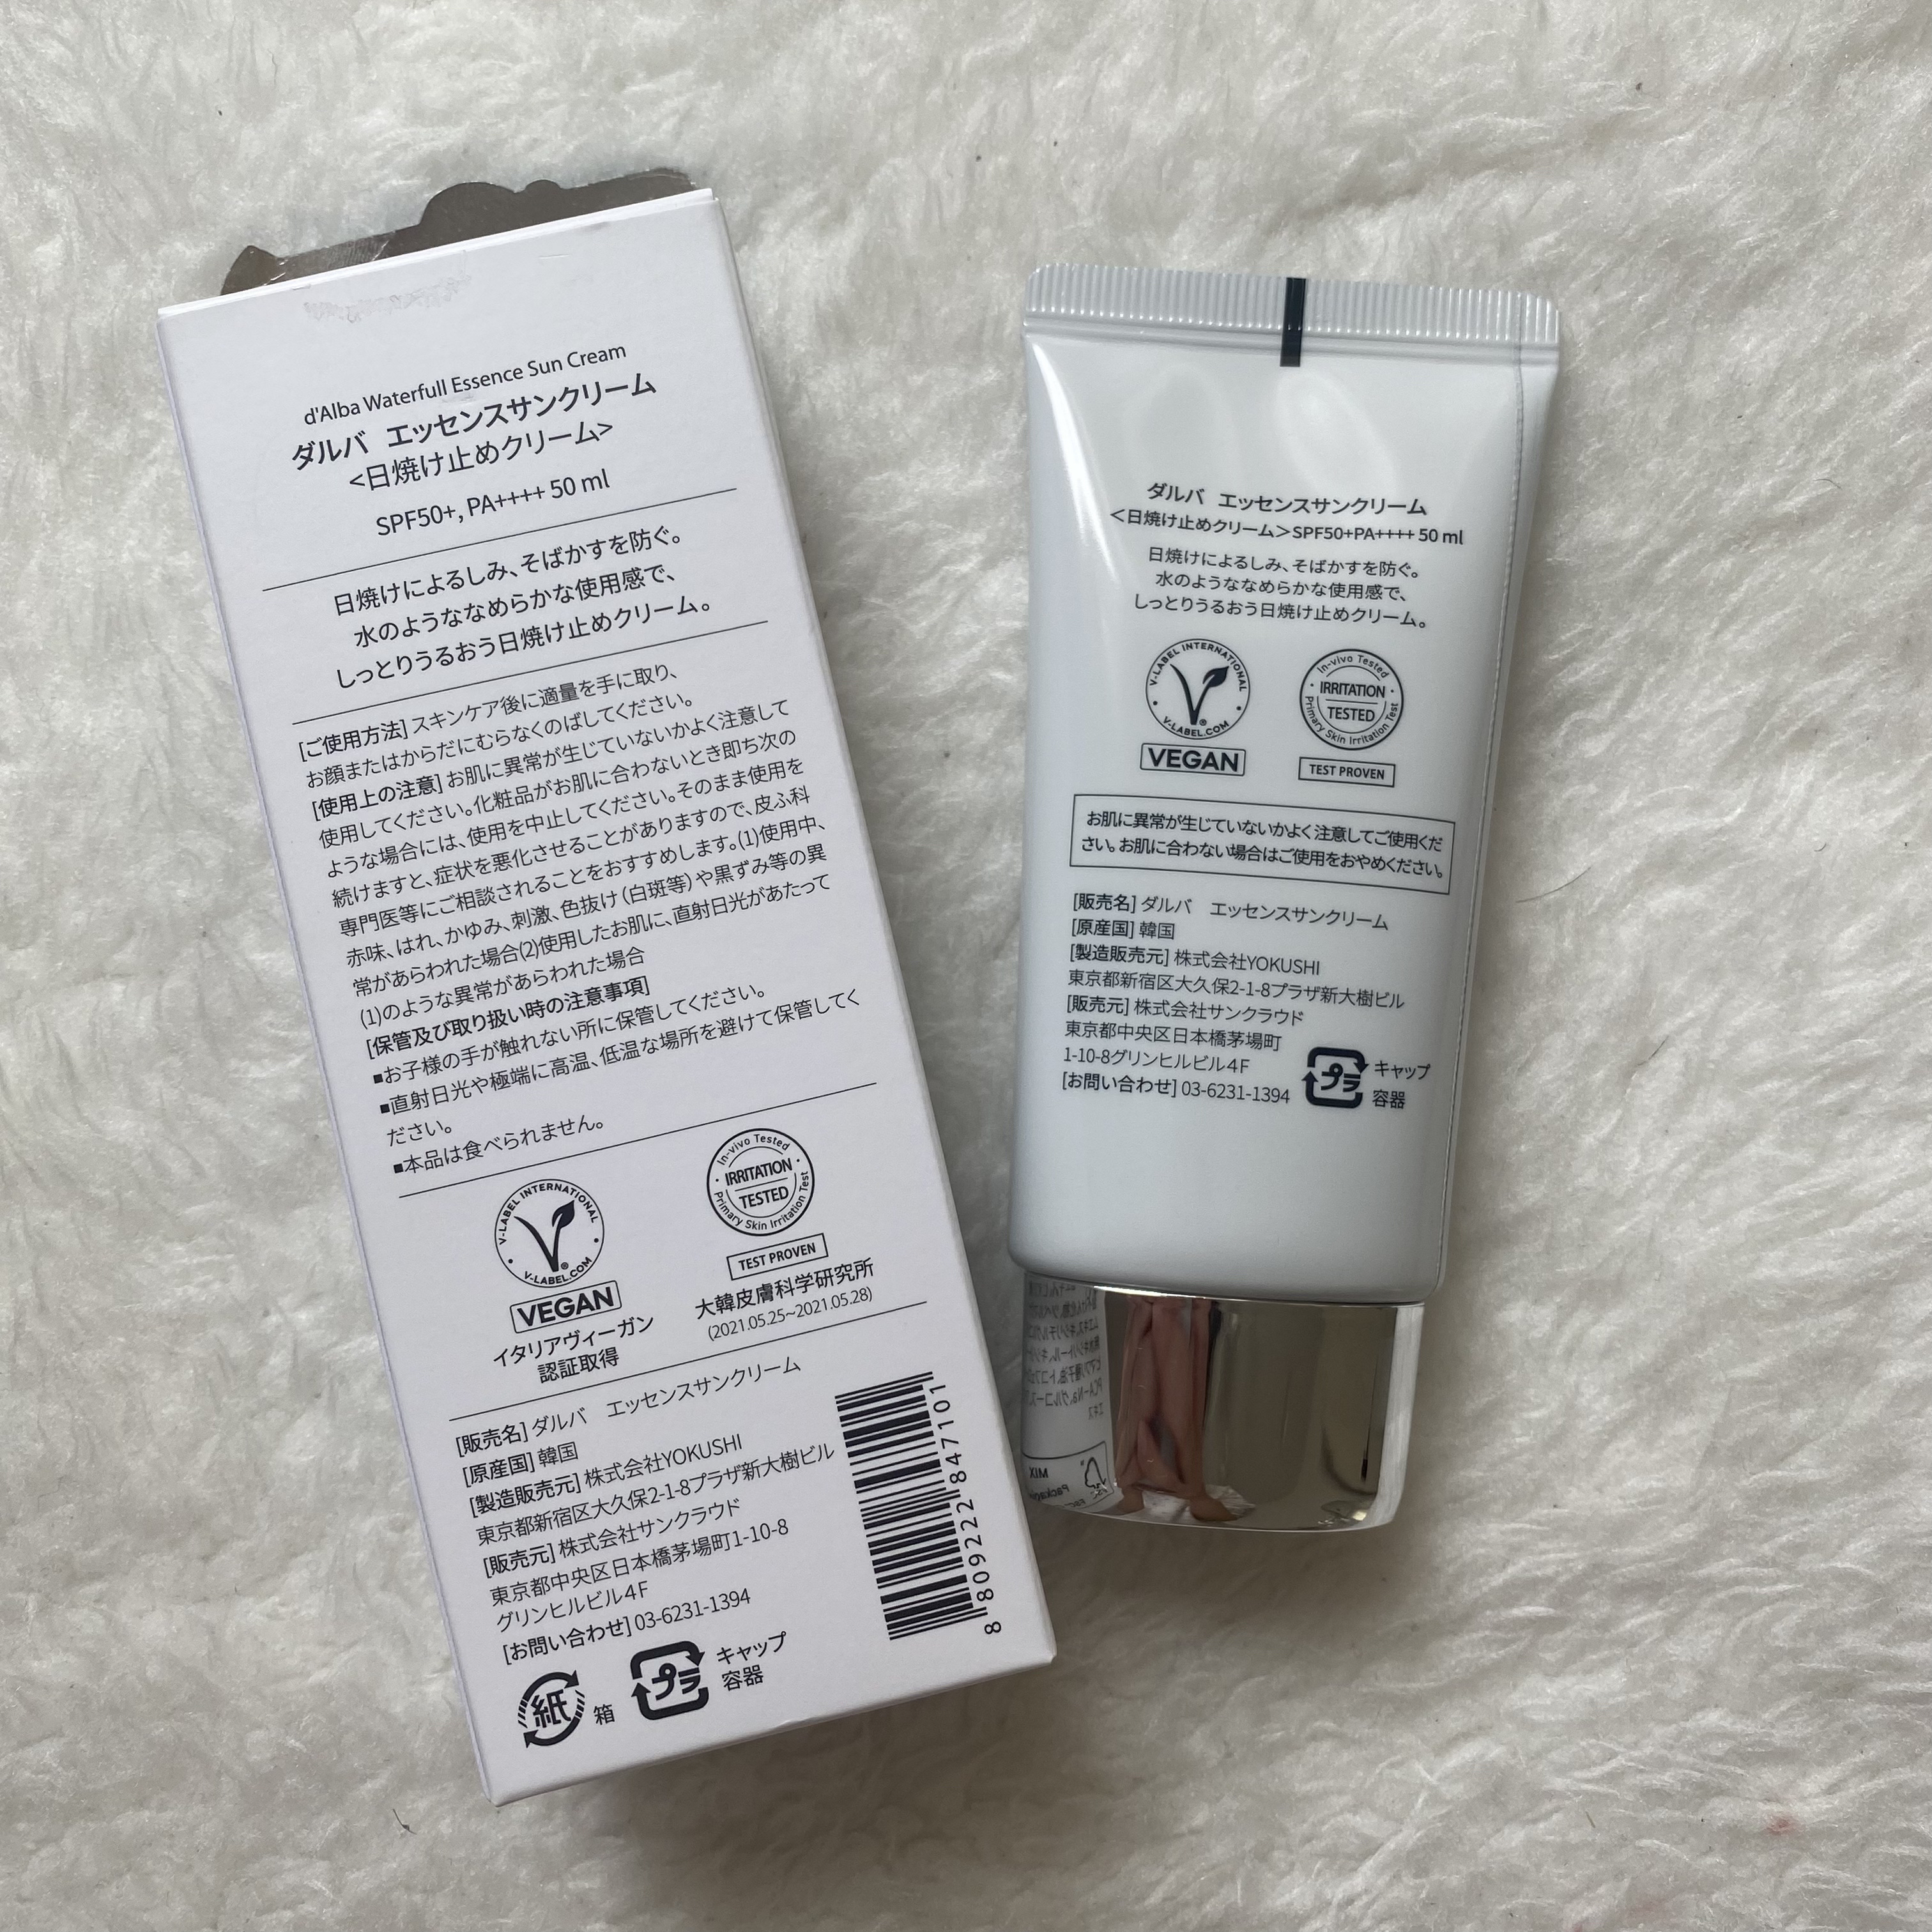 d'Alba Waterfull Essence Sun Cream
ダルバ エッセンスサンクリーム
<日焼け止めクリーム>
SPF50+, PA++++ 50 ml
日焼けによるしみ、そばかすを防ぐ。
水のようななめらかな使用感で、
しっとりうるおう日焼け止めクリーム。
[ご使用方法] スキンケア後に適量を手に取り、
お顔またはからだにむらなくのばしてください。
[使用上の注意] お肌に異常が生じていないかよく注意して
使用してください。化粧品がお肌に合わないとき即ち次の
ような場合には、使用を中止してください。そのまま使用を
続けますと、症状を悪化させることがありますので、皮ふ科
専門医等にご相談されることをおすすめします。(1)使用中、
赤味、はれ、かゆみ、刺激、色抜け（白斑等）や黒ずみ等の異
常があらわれた場合(2)使用したお肌に、直射日光があたって
(1)のような異常があらわれた場合
[保管及び取り扱い時の注意事項]
■お子様の手が触れない所に保管してください。
■直射日光や極端に高温、低温な場所を避けて保管してく
ださい。
■本品は食べられません。
V-LABEL INTERNATIONAL
V-LABEL.COM
VEGAN
イタリアヴィーガン
認証取得
In-vivo Tested
IRRITATION
TESTED
Primary Skin Irritation Test
TEST PROVEN
大韓皮膚科学研究所
(2021.05.25~2021.05.28)
[販売名] ダルバ エッセンスサンクリーム
[原産国] 韓国
[製造販売元] 株式会社YOKUSHI
東京都新宿区大久保2-1-8プラザ新大樹ビル
[販売元] 株式会社サンクラウド
東京都中央区日本橋茅場町1-10-8
グリンヒルビル4F
[お問い合わせ] 03-6231-1394
紙
箱
プラ
キャップ
容器
8 809222 847101
ダルバ エッセンスサンクリーム
＜日焼け止めクリーム＞SPF50+PA++++ 50 ml
日焼けによるしみ、そばかすを防ぐ。
水のようななめらかな使用感で、
しっとりうるおう日焼け止めクリーム。
V-LABEL INTERNATIONAL
V-LABEL.COM
VEGAN
In-vivo Tested
IRRITATION
TESTED
Primary Skin Irritation Test
TEST PROVEN
お肌に異常が生じていないかよく注意してご使用くだ
さい。お肌に合わない場合はご使用をおやめください。
[販売名] ダルバ エッセンスサンクリーム
[原産国] 韓国
[製造販売元] 株式会社YOKUSHI
東京都新宿区大久保2-1-8プラザ新大樹ビル
[販売元] 株式会社サンクラウド
東京都中央区日本橋茅場町
1-10-8グリンヒルビル4F
[お問い合わせ] 03-6231-1394
プラ
キャップ
容器
MIX